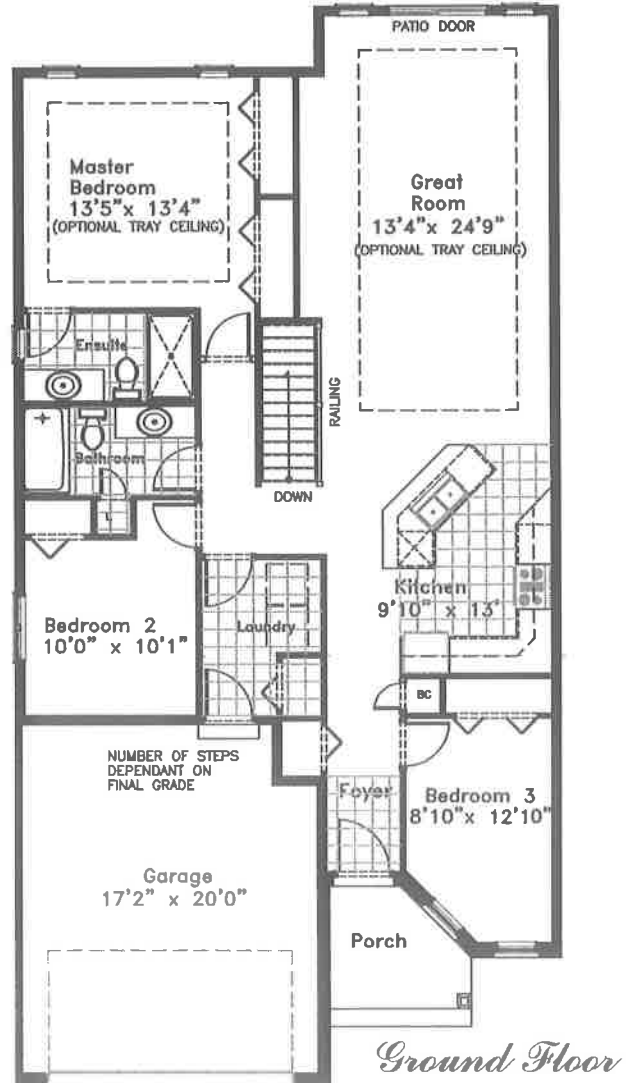 PATIO DOOR
Master
Bedroom
13'5"x 13'4"
(OPTIONAL TRAY CEILING)
Great
Room
13'4"x 24'9"
(OPTIONAL TRAY CEILING)
Ensuite
RAILING
Bathroom
DOWN
L
Kitchen
9'10" x 13'
Bedroom 2
10'0" x 10'1"
Laundry
BC
NUMBER OF STEPS
DEPENDANT ON
FINAL GRADE
Foyer
Bedroom 3
8'10"x 12'10"
Garage
17'2" x 20'0"
Porch
Ground Floor